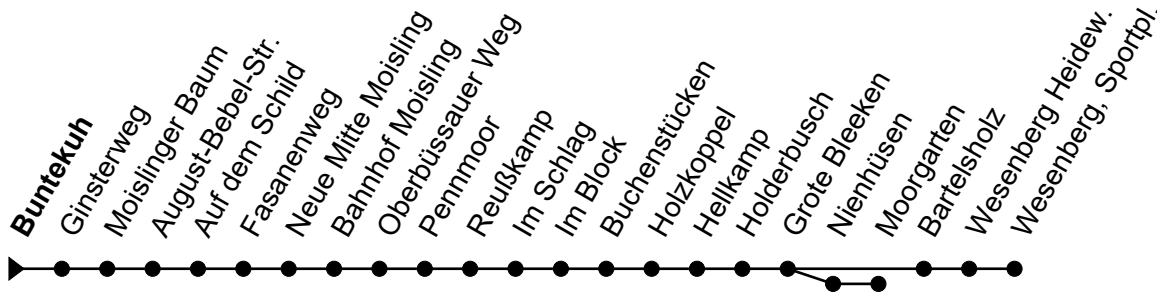 Buntekuh
Ginsterweg
Moislinger Baum
August-Bebel-Str.
Auf dem Schild
Fasanenweg
Neue Mitte Moisling
Bahnhof Moisling
Oberbüssauer Weg
Pennmoor
Reußkamp
Im Schlag
Im Block
Buchenstücken
Holzkoppel
Hellkamp
Holderbusch
Grote Bleeken
Nienhüsen
Moorgarten
Bartelsholz
Wesenberg Heidew.
Wesenberg, Sportpl.